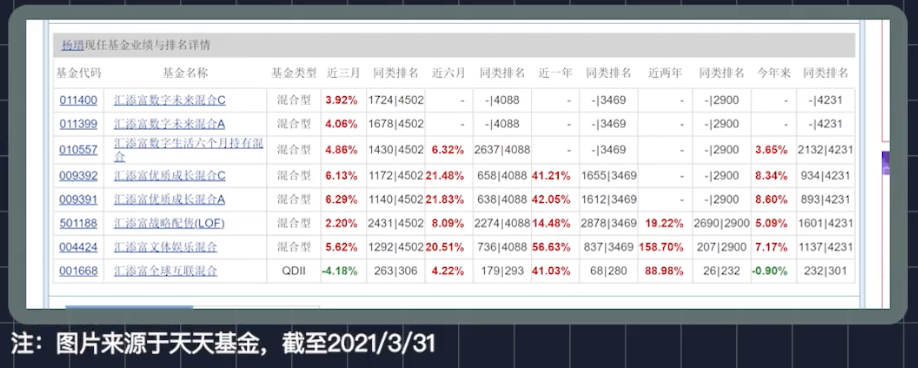 杨瑨现任基金业绩与排名详情
基金代码 基金名称 基金类型 近三月 同类排名 近六月 同类排名 近一年 同类排名 近两年 同类排名 今年来 同类排名
011400 汇添富数字未来混合C 混合型 3.92% 1724|4502 - -|4088 - -|3469 - -|2900 - -|4231
011399 汇添富数字未来混合A 混合型 4.06% 1678|4502 - -|4088 - -|3469 - -|2900 - -|4231
010557 汇添富数字生活六个月持有混合 混合型 4.86% 1430|4502 6.32% 2637|4088 - -|3469 - -|2900 3.65% 2132|4231
009392 汇添富优质成长混合C 混合型 6.13% 1172|4502 21.48% 658|4088 41.21% 1655|3469 - -|2900 8.34% 934|4231
009391 汇添富优质成长混合A 混合型 6.29% 1140|4502 21.83% 638|4088 42.05% 1612|3469 - -|2900 8.60% 893|4231
501188 汇添富战略配售(LOF) 混合型 2.20% 2431|4502 8.09% 2274|4088 14.48% 2878|3469 19.22% 2690|2900 5.09% 1601|4231
004424 汇添富文体娱乐混合 混合型 5.62% 1292|4502 20.51% 736|4088 56.63% 837|3469 158.70% 207|2900 7.17% 1137|4231
001668 汇添富全球互联混合 QDII -4.18% 263|306 4.22% 179|293 41.03% 68|280 88.98% 26|232 -0.90% 232|301
注：图片来源于天天基金，截至2021/3/31